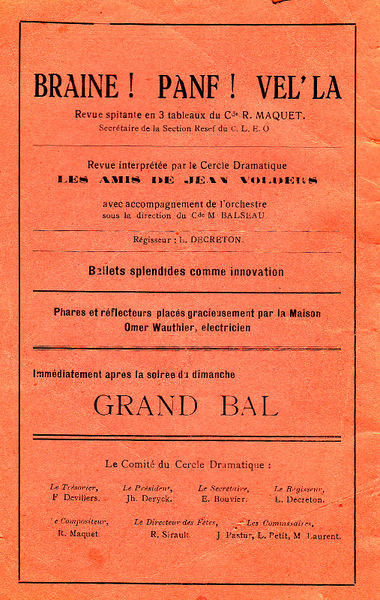 BRAINE ! PANF ! VEL'LA
Revue spitante en 3 tableaux du Cde R. MAQUET.
Secrétaire de la Section Resef du C. L. E. O
Revue interprétée par le Cercle Dramatique
LES AMIS DE JEAN VOLDERS
avec accompagnement de l'orchestre
sous la direction du Cde M BALSEAU
Régisseur : L. DECRETON.
Ballets splendides comme innovation
Phares et réflecteurs placés gracieusement par la Maison
Omer Wauthier, electricien
Immédiatement apres la soiree du dimanche
GRAND BAL
Le Comité du Cercle Dramatique :
Le Trésorier, Le Président, Le Secrétaire, Le Régisseur,
F Devillers. Jh. Deryck. E. Bouvier. L. Decreton.
Le Compositeur, Le Directeur des Fêtes, Les Commissaires,
R. Maquet. R. Sirault. J Pastur, L. Petit, M Laurent.